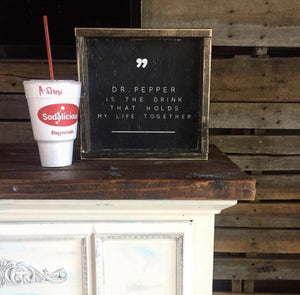 ”
DR. PEPPER
IS THE DRINK
THAT HOLDS
MY LIFE TOGETHER
Sodalicious